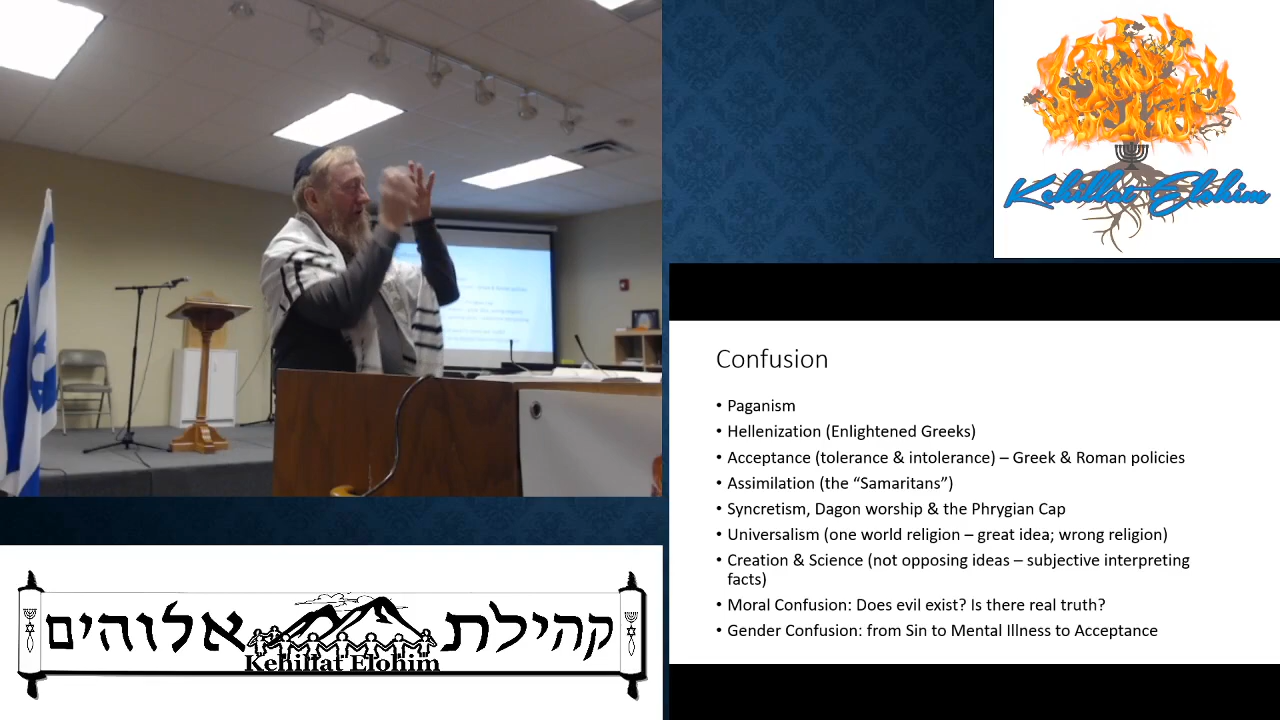 Kehillat Elohim
Confusion
• Paganism
• Hellenization (Enlightened Greeks)
• Acceptance (tolerance & intolerance) – Greek & Roman policies
• Assimilation (the “Samaritans”)
• Syncretism, Dagon worship & the Phrygian Cap
• Universalism (one world religion – great idea; wrong religion)
• Creation & Science (not opposing ideas – subjective interpreting
facts)
• Moral Confusion: Does evil exist? Is there real truth?
• Gender Confusion: from Sin to Mental Illness to Acceptance
קהילת אלוהים
Kehillat Elohim